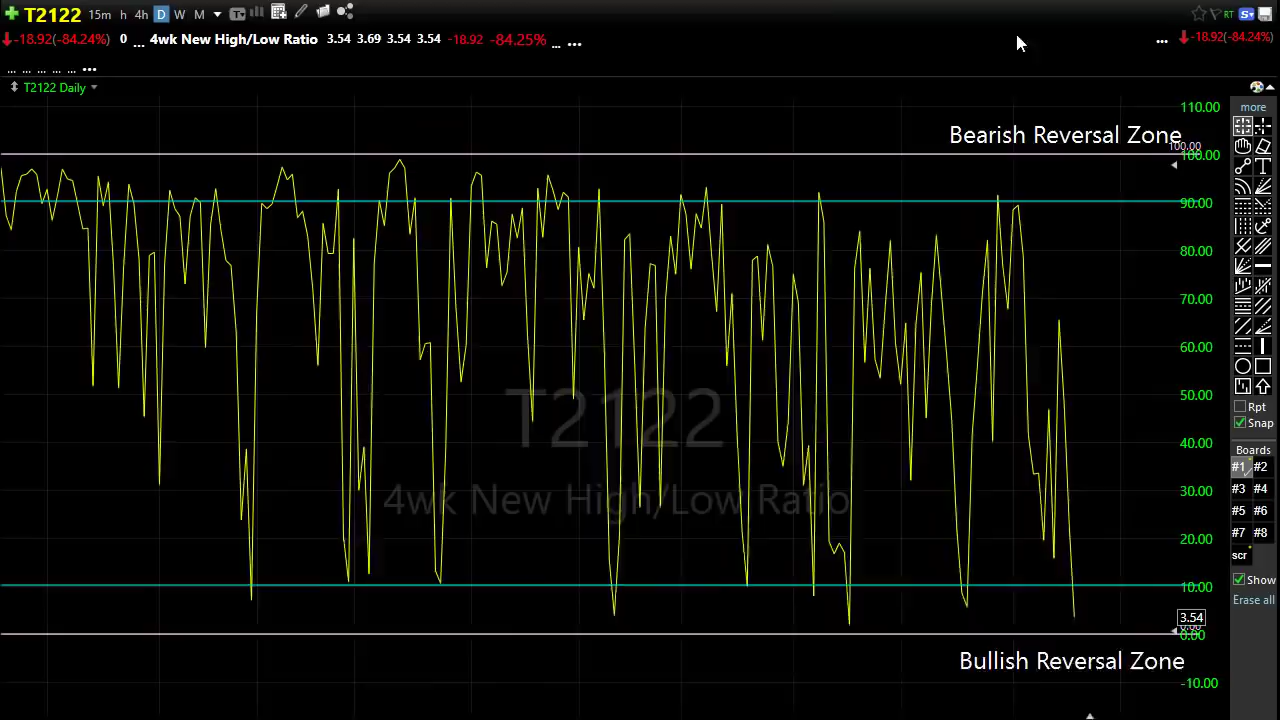 T2122 15m h 4h D W M T RT S
-18.92(-84.24%) 0 ... 4wk New High/Low Ratio 3.54 3.69 3.54 3.54 -18.92 -84.25% ... ... ... -18.92(-84.24%)
... ... ... ... ... ...
T2122 Daily
more
110.00
Bearish Reversal Zone
100.00
100.00
90.00
80.00
70.00
60.00
50.00
40.00
30.00
20.00
10.00
3.54
0.00
-10.00
T2122
4wk New High/Low Ratio
Bullish Reversal Zone
T
Rpt
Snap
Boards
#1 #2
#3 #4
#5 #6
#7 #8
scr
Show
Erase all